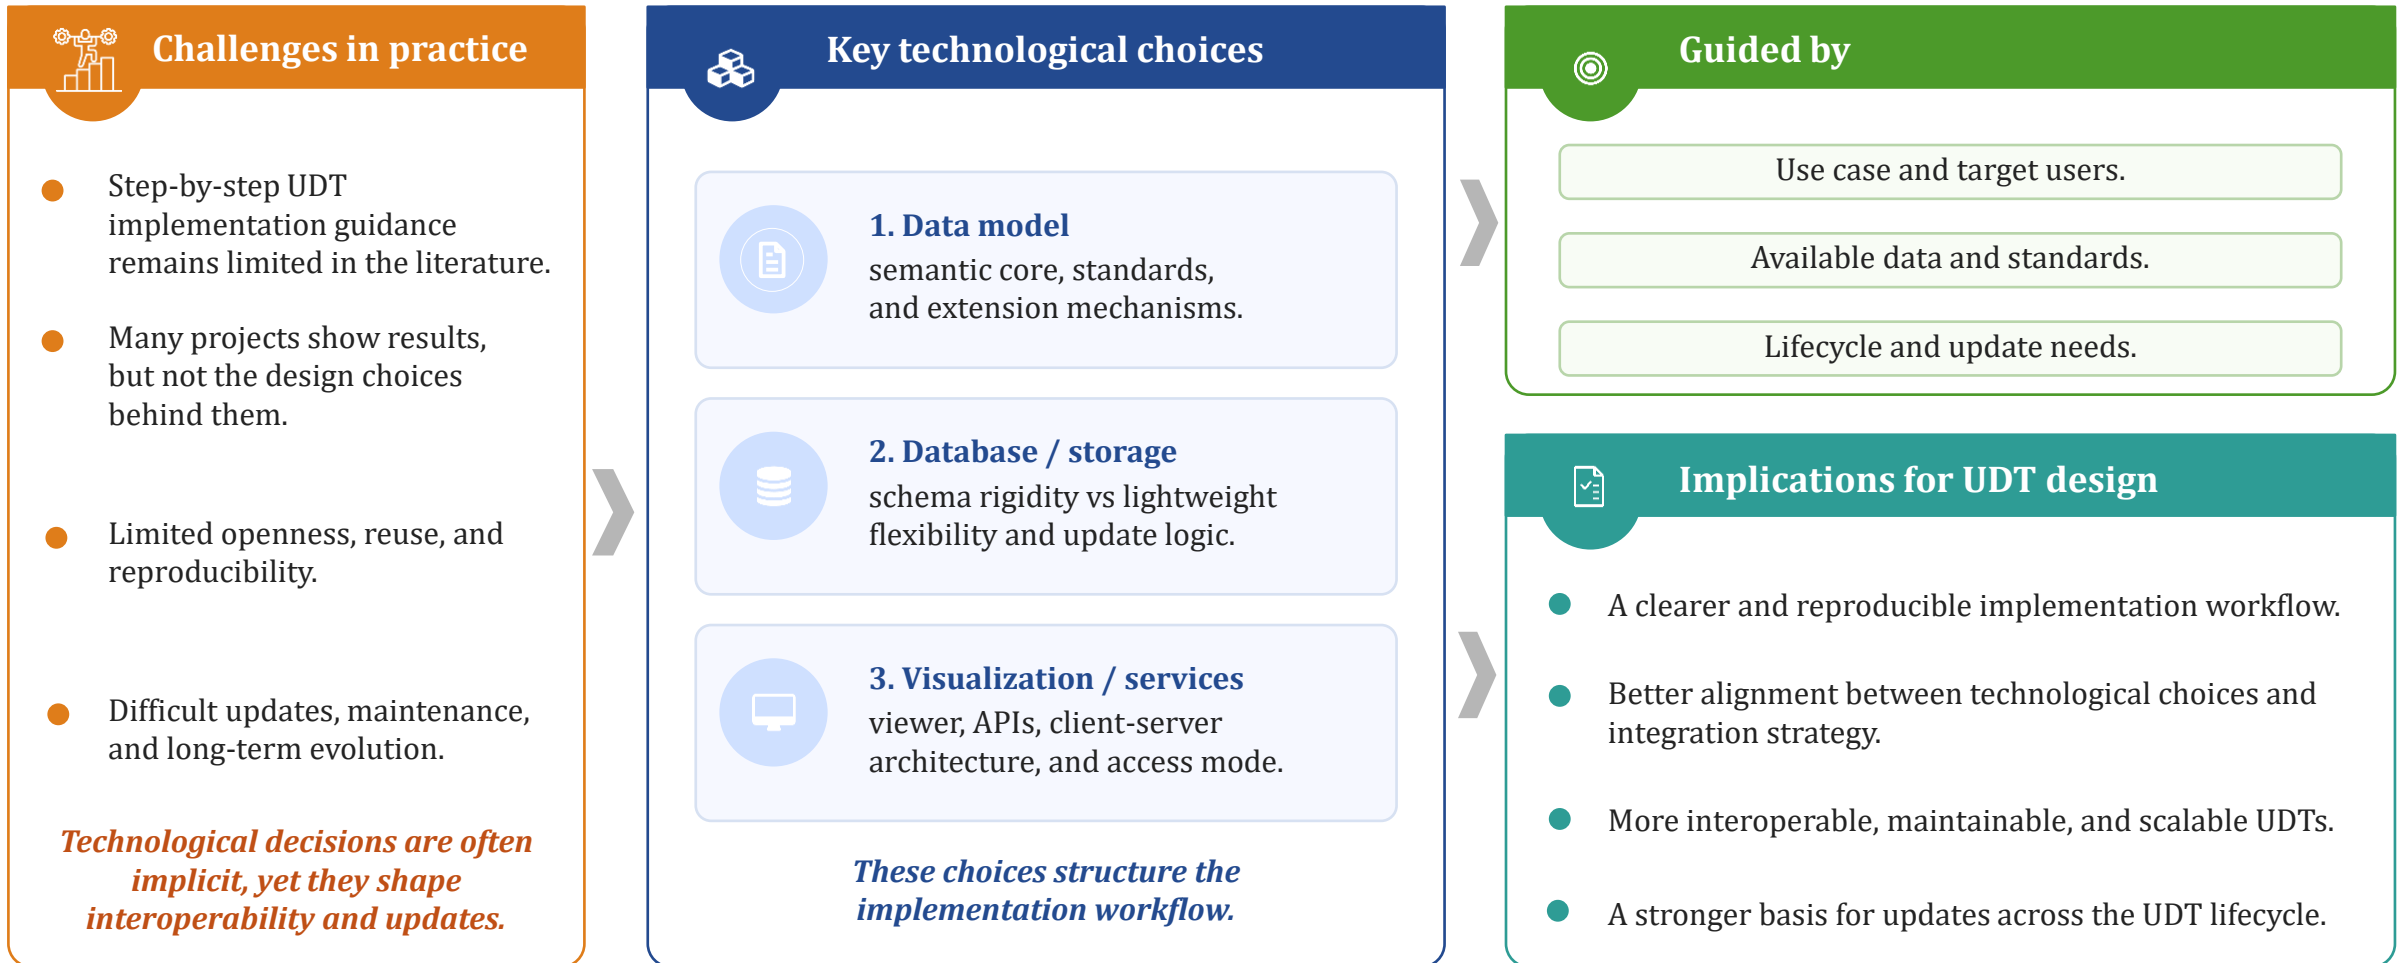 Challenges in practice
Step-by-step UDT
implementation guidance
remains limited in the literature.
Many projects show results,
but not the design choices
behind them.
Limited openness, reuse, and
reproducibility.
Difficult updates, maintenance,
and long-term evolution.
Technological decisions are often
implicit, yet they shape
interoperability and updates.
Key technological choices
1. Data model
semantic core, standards,
and extension mechanisms.
2. Database / storage
schema rigidity vs lightweight
flexibility and update logic.
3. Visualization / services
viewer, APIs, client-server
architecture, and access mode.
These choices structure the
implementation workflow.
Guided by
Use case and target users.
Available data and standards.
Lifecycle and update needs.
Implications for UDT design
A clearer and reproducible implementation workflow.
Better alignment between technological choices and
integration strategy.
More interoperable, maintainable, and scalable UDTs.
A stronger basis for updates across the UDT lifecycle.